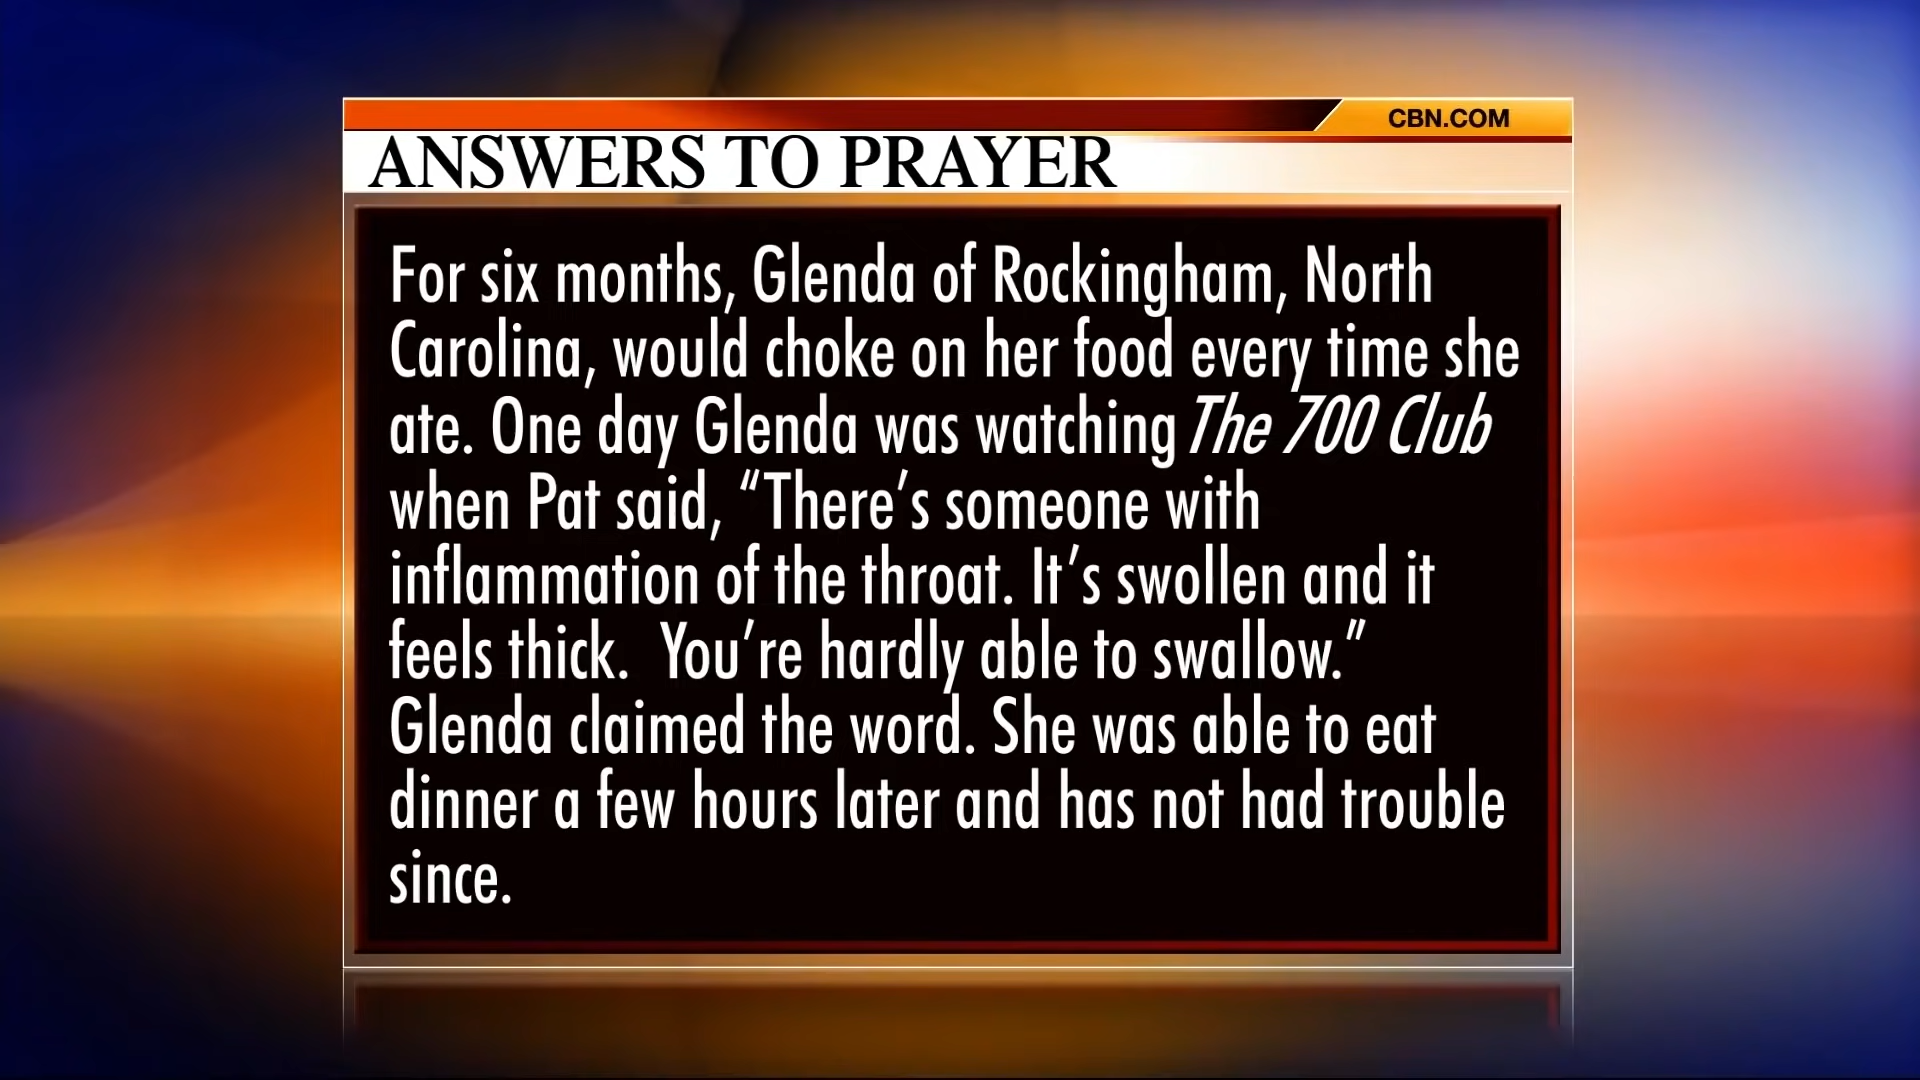 CBN.COM
ANSWERS TO PRAYER
For six months, Glenda of Rockingham, North
Carolina, would choke on her food every time she
ate. One day Glenda was watching The 700 Club
when Pat said, “There’s someone with
inflammation of the throat. It’s swollen and it
feels thick.  You’re hardly able to swallow.”
Glenda claimed the word. She was able to eat
dinner a few hours later and has not had trouble
since.